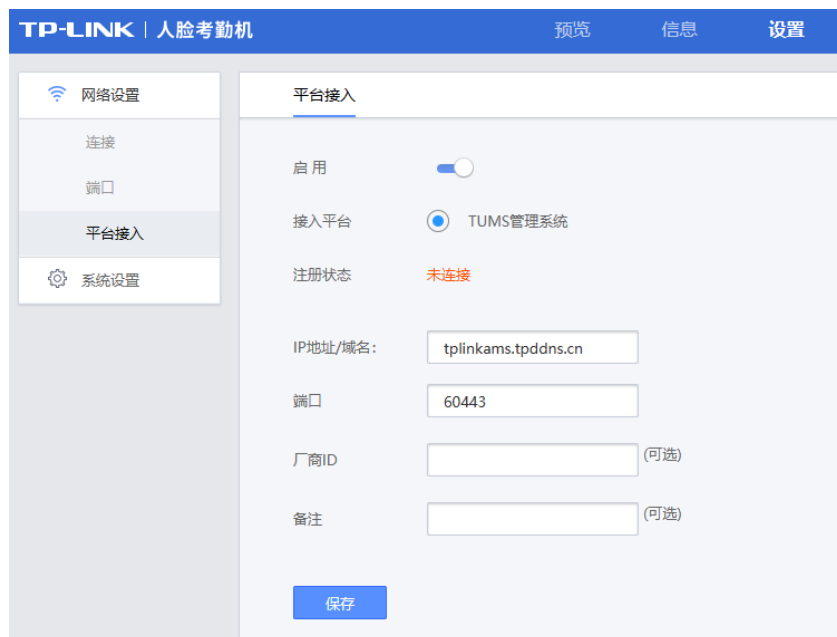 TP-LINK | 人脸考勤机 预览 信息 设置
网络设置
连接
端口
平台接入
系统设置
平台接入
启用
接入平台 TUMS管理系统
注册状态 未连接
IP地址/域名: tplinkams.tpddns.cn
端口 60443
厂商ID (可选)
备注 (可选)
保存